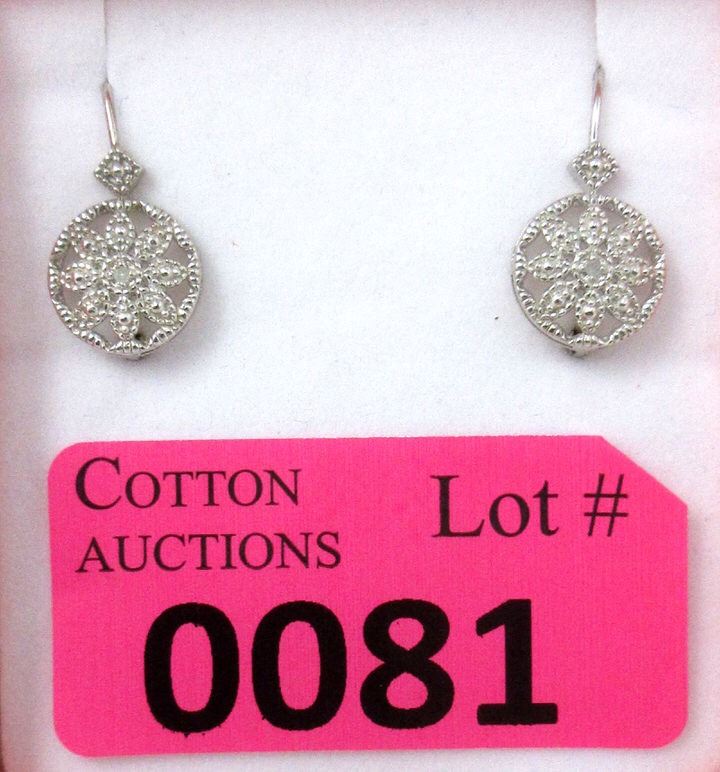 COTTON
AUCTIONS
Lot #
0081